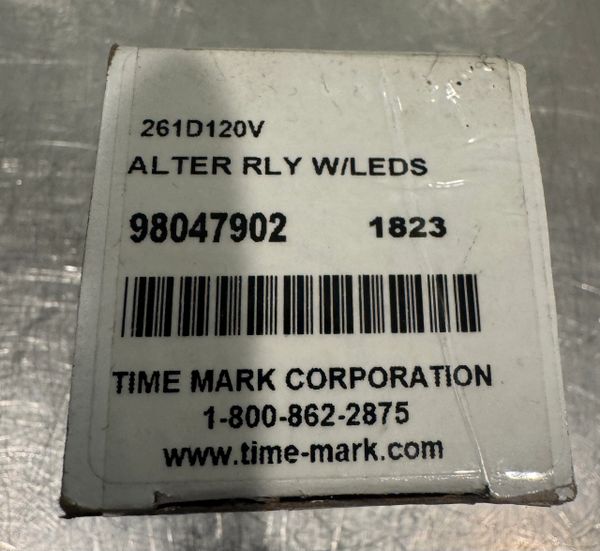 261D120V
ALTER RLY W/LEDS
98047902 1823
TIME MARK CORPORATION
1-800-862-2875
www.time-mark.com